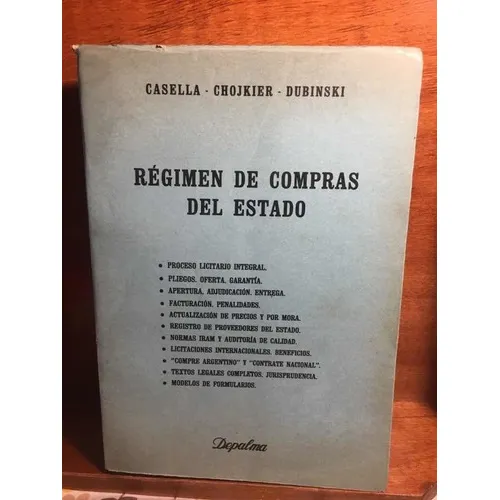 CASELLA - CHOJKIER - DUBINSKI
RÉGIMEN DE COMPRAS
DEL ESTADO
• PROCESO LICITARIO INTEGRAL.
• PLIEGOS. OFERTA. GARANTÍA.
• APERTURA. ADJUDICACIÓN. ENTREGA.
• FACTURACIÓN. PENALIDADES.
• ACTUALIZACIÓN DE PRECIOS Y POR MORA.
• REGISTRO DE PROVEEDORES DEL ESTADO.
• NORMAS IRAM Y AUDITORÍA DE CALIDAD.
• LICITACIONES INTERNACIONALES. BENEFICIOS.
• "COMPRE ARGENTINO" Y "CONTRATE NACIONAL".
• TEXTOS LEGALES COMPLETOS. JURISPRUDENCIA.
• MODELOS DE FORMULARIOS.
Depalma